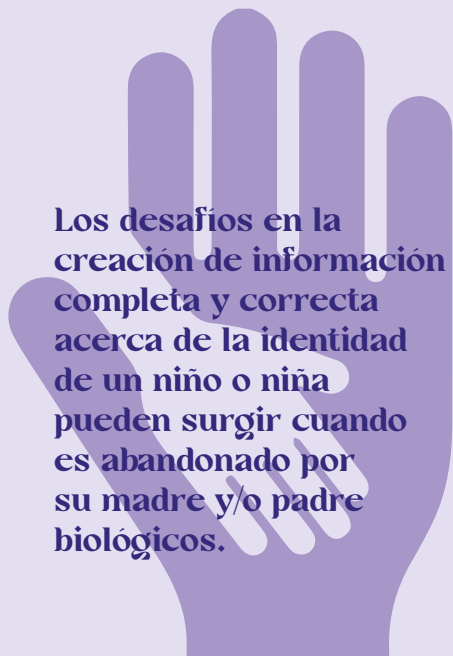 Los desafíos en la
creación de información
completa y correcta
acerca de la identidad
de un niño o niña
pueden surgir cuando
es abandonado por
su madre y/o padre
biológicos.